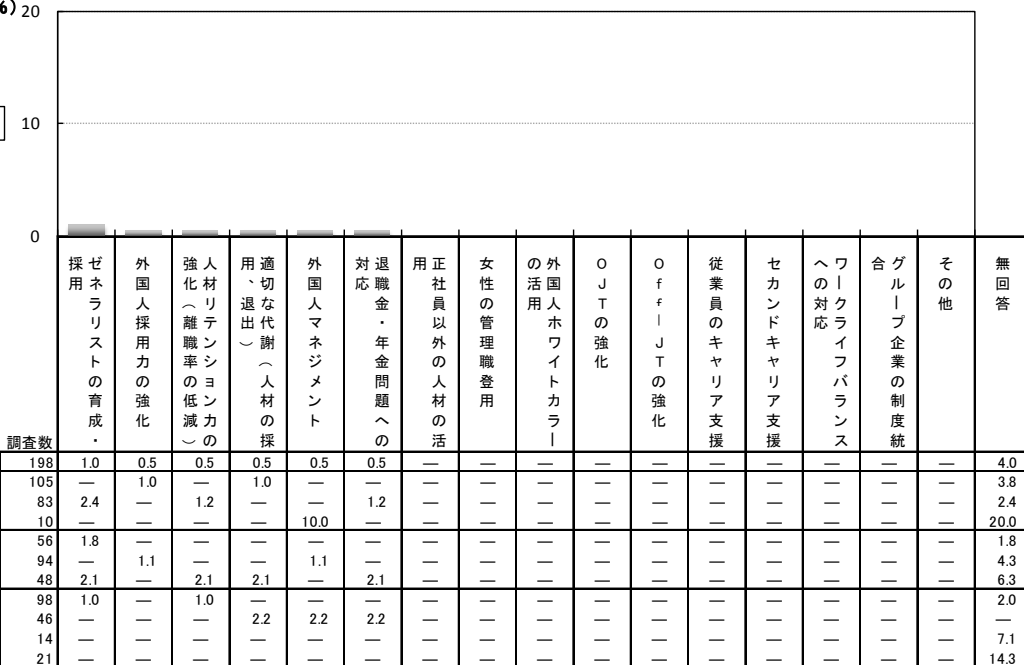 %) 20
10
0
ゼネラリストの育成・採用
外国人採用力の強化
人材リテンション力の強化（離職率の低減）
適切な代謝（人材の採用、退出）
外国人マネジメント
退職金・年金問題への対応
正社員以外の人材の活用
女性の管理職登用
外国人ホワイトカラーの活用
OJTの強化
Off－JTの強化
従業員のキャリア支援
セカンドキャリア支援
ワークライフバランスへの対応
グループ企業の制度統合
その他
無回答
調査数
198 1.0 0.5 0.5 0.5 0.5 0.5 — — — — — — — — — — 4.0
105 — 1.0 — 1.0 — — — — — — — — — — — — 3.8
83 2.4 — 1.2 — — 1.2 — — — — — — — — — — 2.4
10 — — — — 10.0 — — — — — — — — — — — 20.0
56 1.8 — — — — — — — — — — — — — — — 1.8
94 — 1.1 — — 1.1 — — — — — — — — — — — 4.3
48 2.1 — 2.1 2.1 — 2.1 — — — — — — — — — — 6.3
98 1.0 — 1.0 — — — — — — — — — — — — — 2.0
46 — — — 2.2 2.2 2.2 — — — — — — — — — — —
14 — — — — — — — — — — — — — — — — 7.1
21 — — — — — — — — — — — — — — — — 14.3